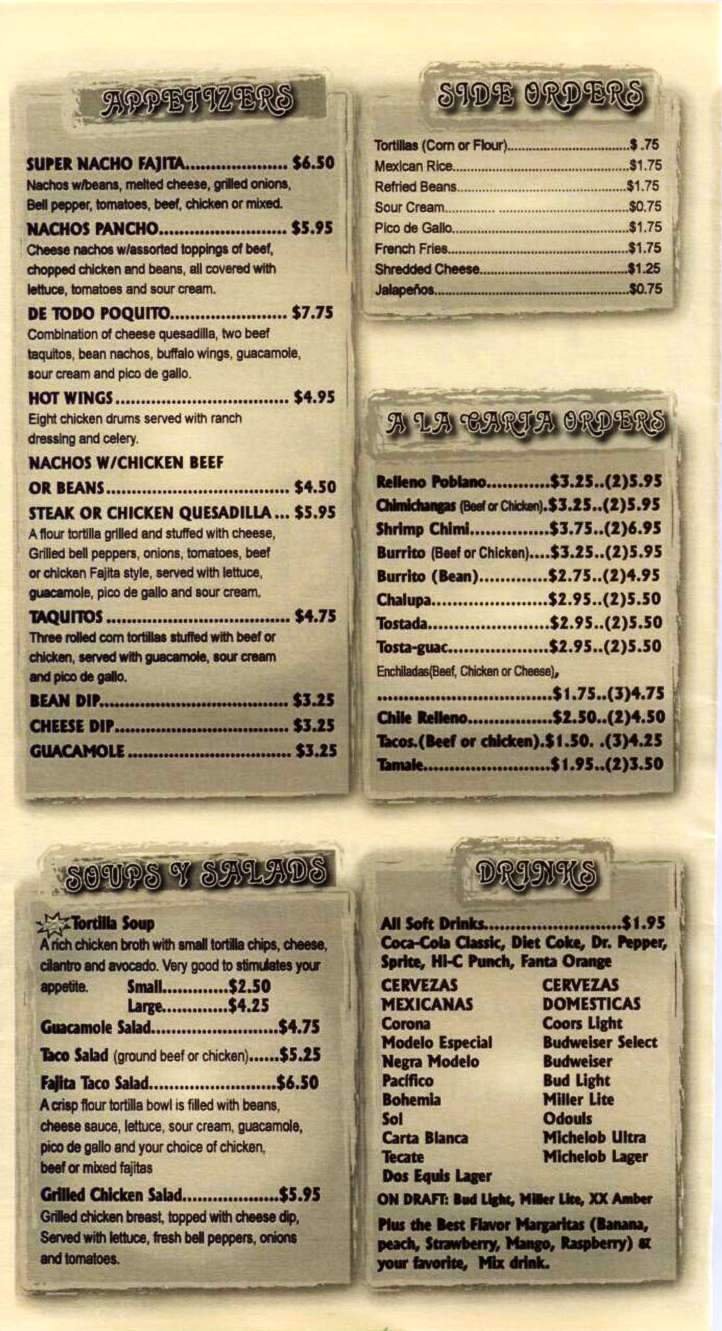 APPETIZERS
SUPER NACHO FAJITA.................... $6.50
Nachos w/beans, melted cheese, grilled onions,
Bell pepper, tomatoes, beef, chicken or mixed.
NACHOS PANCHO......................... $5.95
Cheese nachos w/assorted toppings of beef,
chopped chicken and beans, all covered with
lettuce, tomatoes and sour cream.
DE TODO POQUITO....................... $7.75
Combination of cheese quesadilla, two beef
taquitos, bean nachos, buffalo wings, guacamole,
sour cream and pico de gallo.
HOT WINGS.................................. $4.95
Eight chicken drums served with ranch
dressing and celery.
NACHOS W/CHICKEN BEEF
OR BEANS.................................... $4.50
STEAK OR CHICKEN QUESADILLA ... $5.95
A flour tortilla grilled and stuffed with cheese,
Grilled bell peppers, onions, tomatoes, beef
or chicken Fajita style, served with lettuce,
guacamole, pico de gallo and sour cream.
TAQUITOS .................................... $4.75
Three rolled corn tortillas stuffed with beef or
chicken, served with guacamole, sour cream
and pico de gallo.
BEAN DIP..................................... $3.25
CHEESE DIP.................................. $3.25
GUACAMOLE ................................ $3.25
SIDE ORDERS
Tortillas (Corn or Flour)................................$ .75
Mexican Rice..............................................$1.75
Refried Beans............................................$1.75
Sour Cream............. ..................................$0.75
Pico de Gallo..............................................$1.75
French Fries...............................................$1.75
Shredded Cheese.......................................$1.25
Jalapeños...................................................$0.75
A LA CARTA ORDERS
Relleno Poblano............$3.25..(2)5.95
Chimichangas (Beef or Chicken).$3.25..(2)5.95
Shrimp Chimi...............$3.75..(2)6.95
Burrito (Beef or Chicken)....$3.25..(2)5.95
Burrito (Bean).............$2.75..(2)4.95
Chalupa......................$2.95..(2)5.50
Tostada.......................$2.95..(2)5.50
Tosta-guac...................$2.95..(2)5.50
Enchiladas(Beef, Chicken or Cheese),
.................................$1.75..(3)4.75
Chile Relleno................$2.50..(2)4.50
Tacos.(Beef or chicken).$1.50. .(3)4.25
Tamale.........................$1.95..(2)3.50
SOUPS Y SALADS
Tortilla Soup
A rich chicken broth with small tortilla chips, cheese,
cilantro and avocado. Very good to stimulates your
appetite. Small.............$2.50
Large.............$4.25
Guacamole Salad.........................$4.75
Taco Salad (ground beef or chicken)......$5.25
Fajita Taco Salad.........................$6.50
A crisp flour tortilla bowl is filled with beans,
cheese sauce, lettuce, sour cream, guacamole,
pico de gallo and your choice of chicken,
beef or mixed fajitas
Grilled Chicken Salad...................$5.95
Grilled chicken breast, topped with cheese dip,
Served with lettuce, fresh bell peppers, onions
and tomatoes.
DRINKS
All Soft Drinks..........................$1.95
Coca-Cola Classic, Diet Coke, Dr. Pepper,
Sprite, HI-C Punch, Fanta Orange
CERVEZAS
MEXICANAS
Corona
Modelo Especial
Negra Modelo
Pacífico
Bohemia
Sol
Carta Blanca
Tecate
Dos Equis Lager
CERVEZAS
DOMESTICAS
Coors Light
Budweiser Select
Budweiser
Bud Light
Miller Lite
Odouls
Michelob Ultra
Michelob Lager
ON DRAFT: Bud Light, Miller Lite, XX Amber
Plus the Best Flavor Margaritas (Banana,
peach, Strawberry, Mango, Raspberry) &
your favorite, Mix drink.